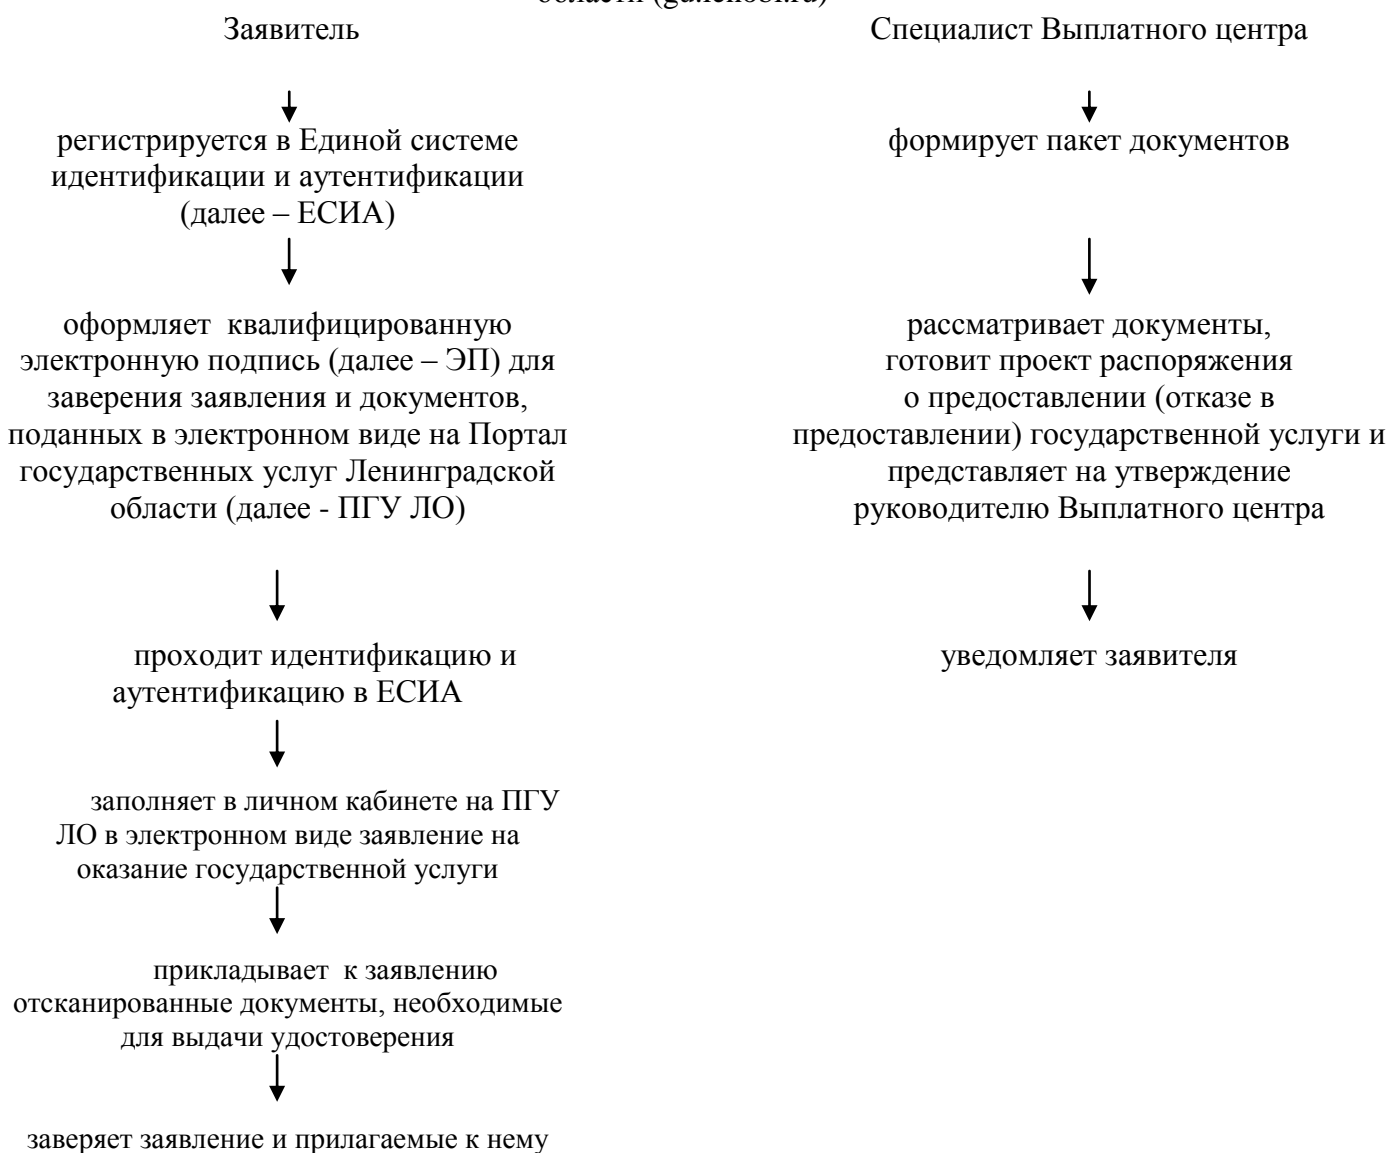 Заявитель
регистрируется в Единой системе
идентификации и аутентификации
(далее – ЕСИА)
оформляет квалифицированную
электронную подпись (далее – ЭП) для
заверения заявления и документов,
поданных в электронном виде на Портал
государственных услуг Ленинградской
области (далее - ПГУ ЛО)
проходит идентификацию и
аутентификацию в ЕСИА
заполняет в личном кабинете на ПГУ
ЛО в электронном виде заявление на
оказание государственной услуги
прикладывает к заявлению
отсканированные документы, необходимые
для выдачи удостоверения
заверяет заявление и прилагаемые к нему
Специалист Выплатного центра
формирует пакет документов
рассматривает документы,
готовит проект распоряжения
о предоставлении (отказе в
предоставлении) государственной услуги и
представляет на утверждение
руководителю Выплатного центра
уведомляет заявителя